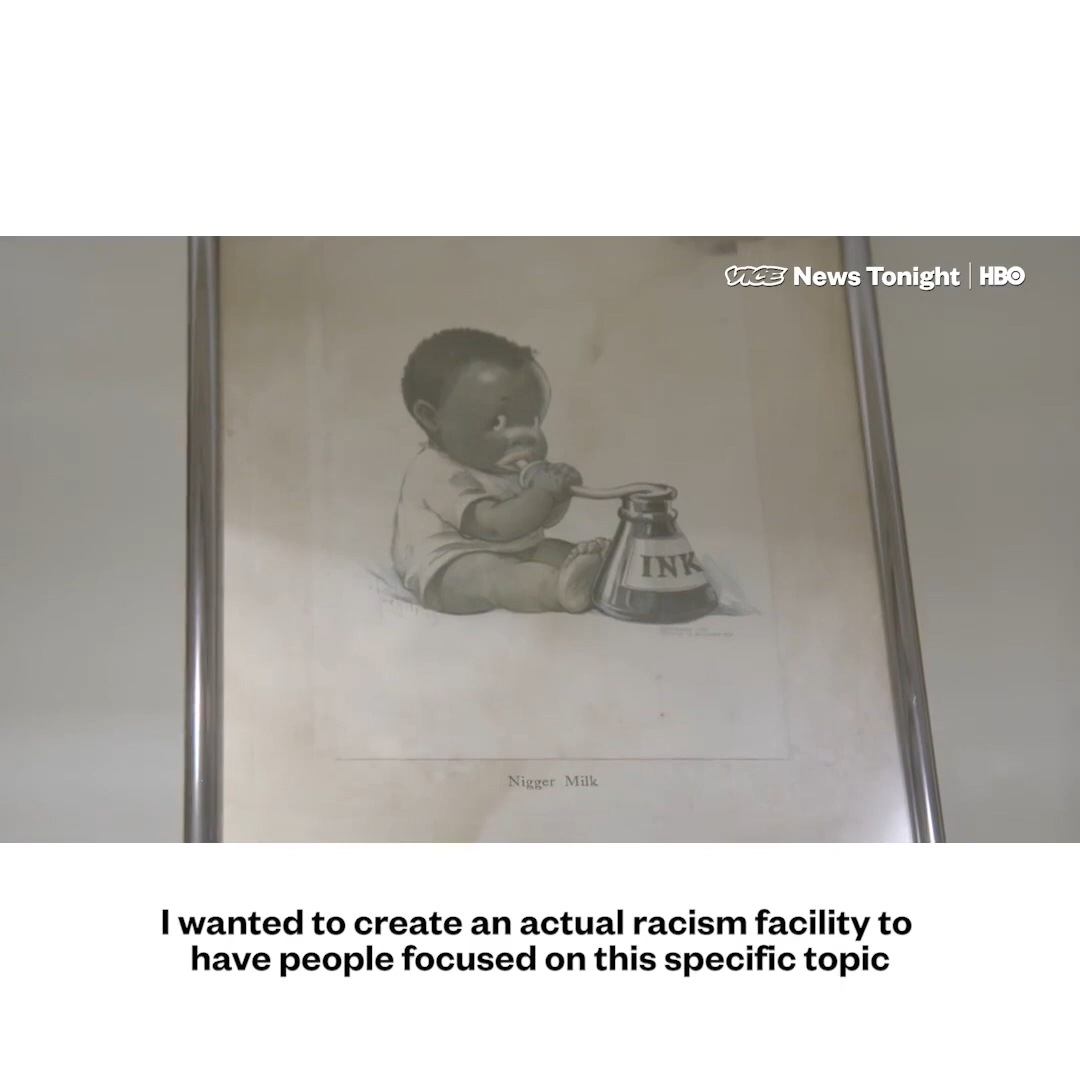 VICE News Tonight | HBO
INK
Nigger Milk
I wanted to create an actual racism facility to
have people focused on this specific topic